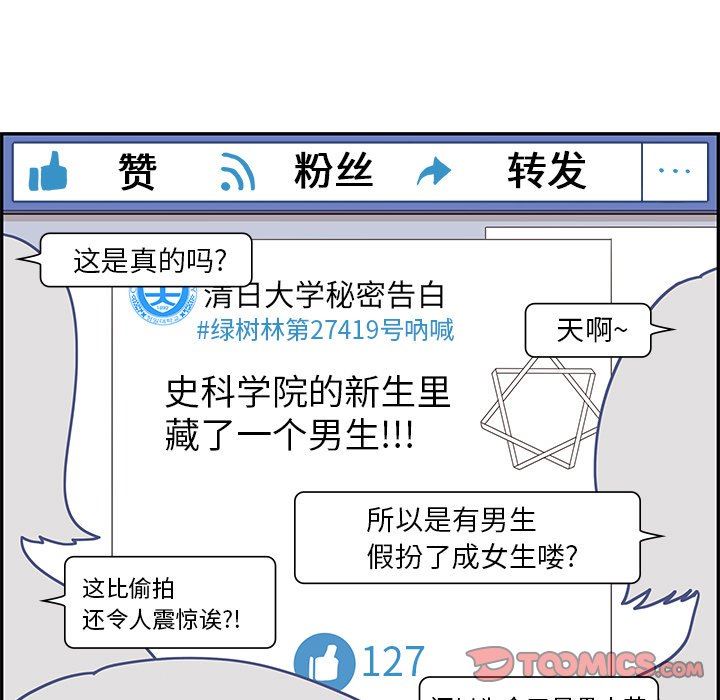 赞 粉丝 转发 ...
这是真的吗?
清日大学秘密告白
#绿树林第27419号呐喊
天啊~
史科学院的新生里
藏了一个男生!!!
所以是有男生
假扮了成女生喽?
这比偷拍
还令人震惊诶?!
127
TOOMICS.COM